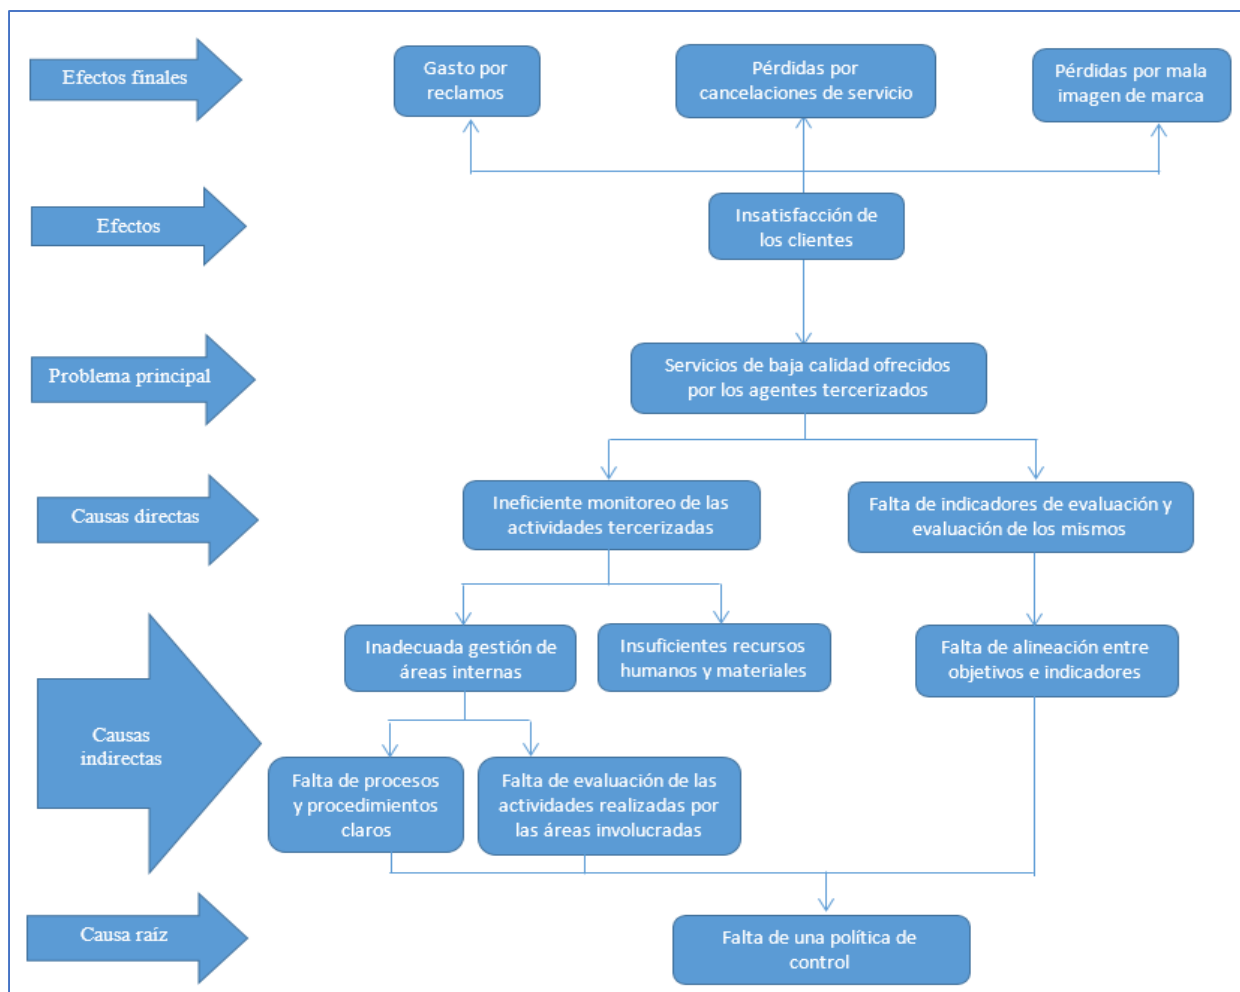 Efectos finales
Gasto por
reclamos
Pérdidas por
cancelaciones de servicio
Pérdidas por mala
imagen de marca
Efectos
Insatisfacción de
los clientes
Problema principal
Servicios de baja calidad ofrecidos
por los agentes tercerizados
Causas directas
Ineficiente monitoreo de las
actividades tercerizadas
Falta de indicadores de evaluación y
evaluación de los mismos
Causas
indirectas
Inadecuada gestión de
áreas internas
Insuficientes recursos
humanos y materiales
Falta de alineación entre
objetivos e indicadores
Falta de procesos
y procedimientos
claros
Falta de evaluación de las
actividades realizadas por
las áreas involucradas
Causa raíz
Falta de una política de
control